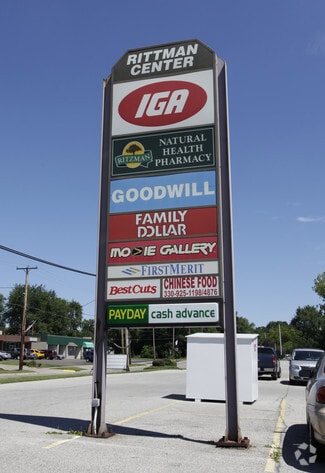 RITTMAN
CENTER
IGA
RITZMAN
NATURAL
HEALTH
PHARMACY
GOODWILL
FAMILY
DOLLAR
MOVIE GALLERY
FIRSTMERIT
BestCuts
CHINESE FOOD
330-925-1198/4876
PAYDAY cash advance